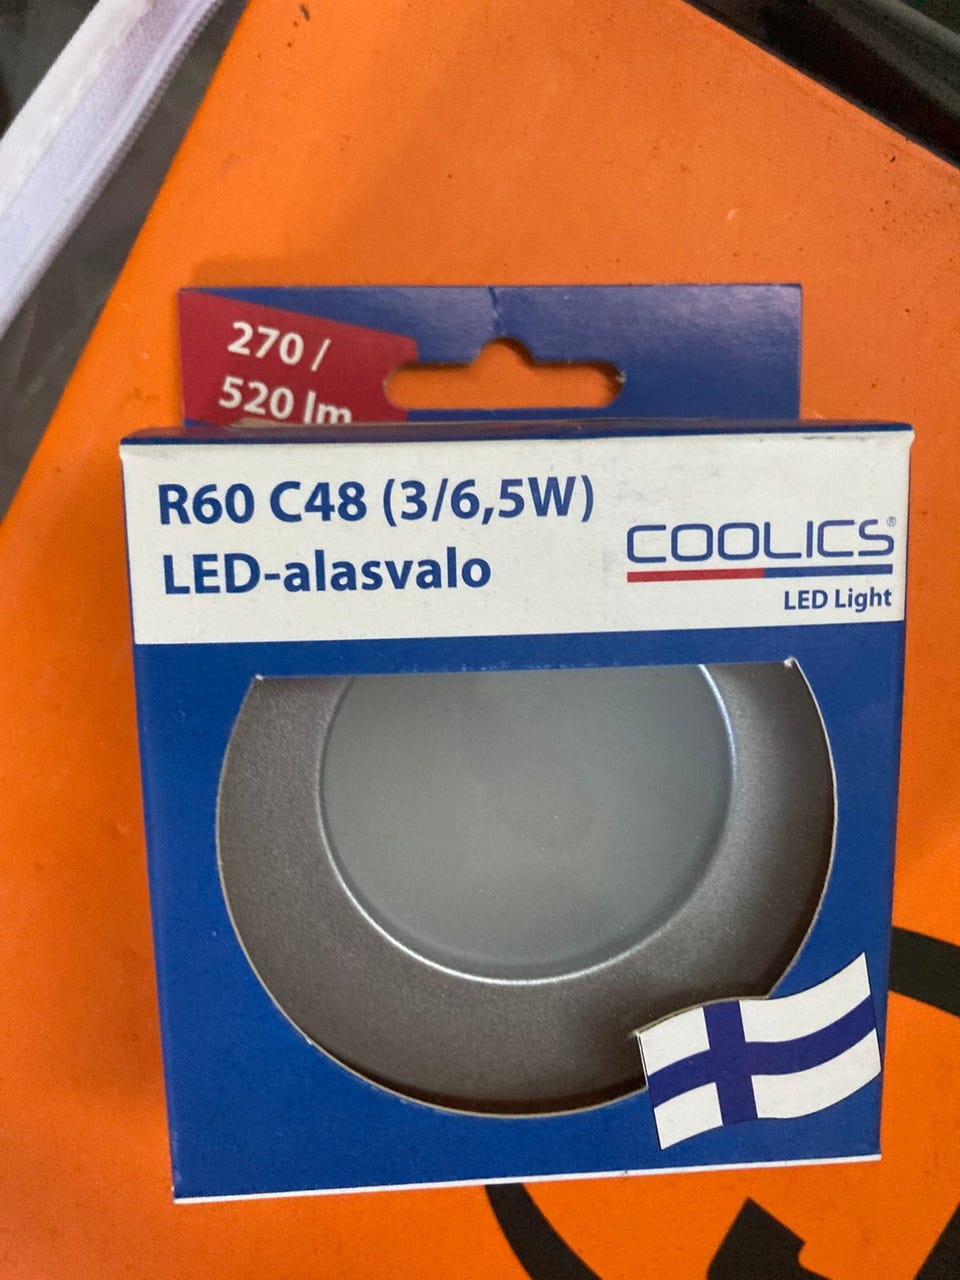 270 /
520 lm
R60 C48 (3/6,5W)
LED-alasvalo
COOLICS®
LED Light